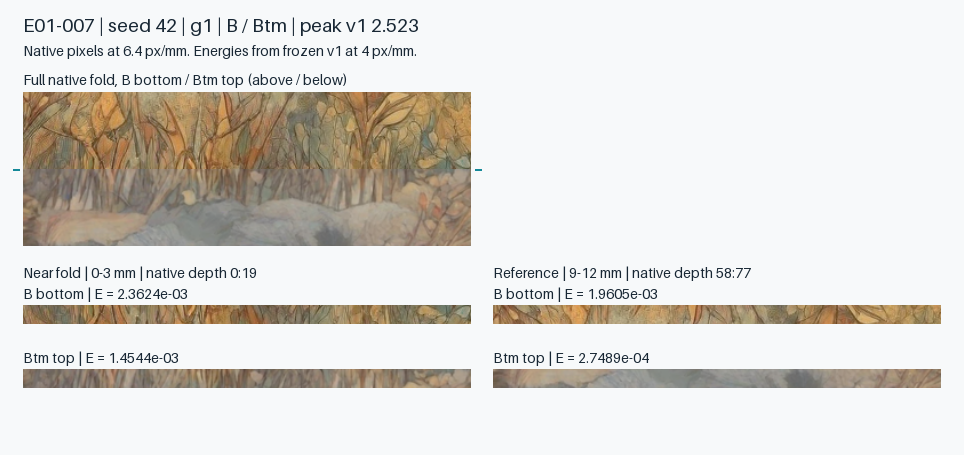 E01-007 | seed 42 | g1 | B / Btm | peak v1 2.523
Native pixels at 6.4 px/mm. Energies from frozen v1 at 4 px/mm.
Full native fold, B bottom / Btm top (above / below)
Near fold | 0-3 mm | native depth 0:19
B bottom | E = 2.3624e-03
Btm top | E = 1.4544e-03
Reference | 9-12 mm | native depth 58:77
B bottom | E = 1.9605e-03
Btm top | E = 2.7489e-04